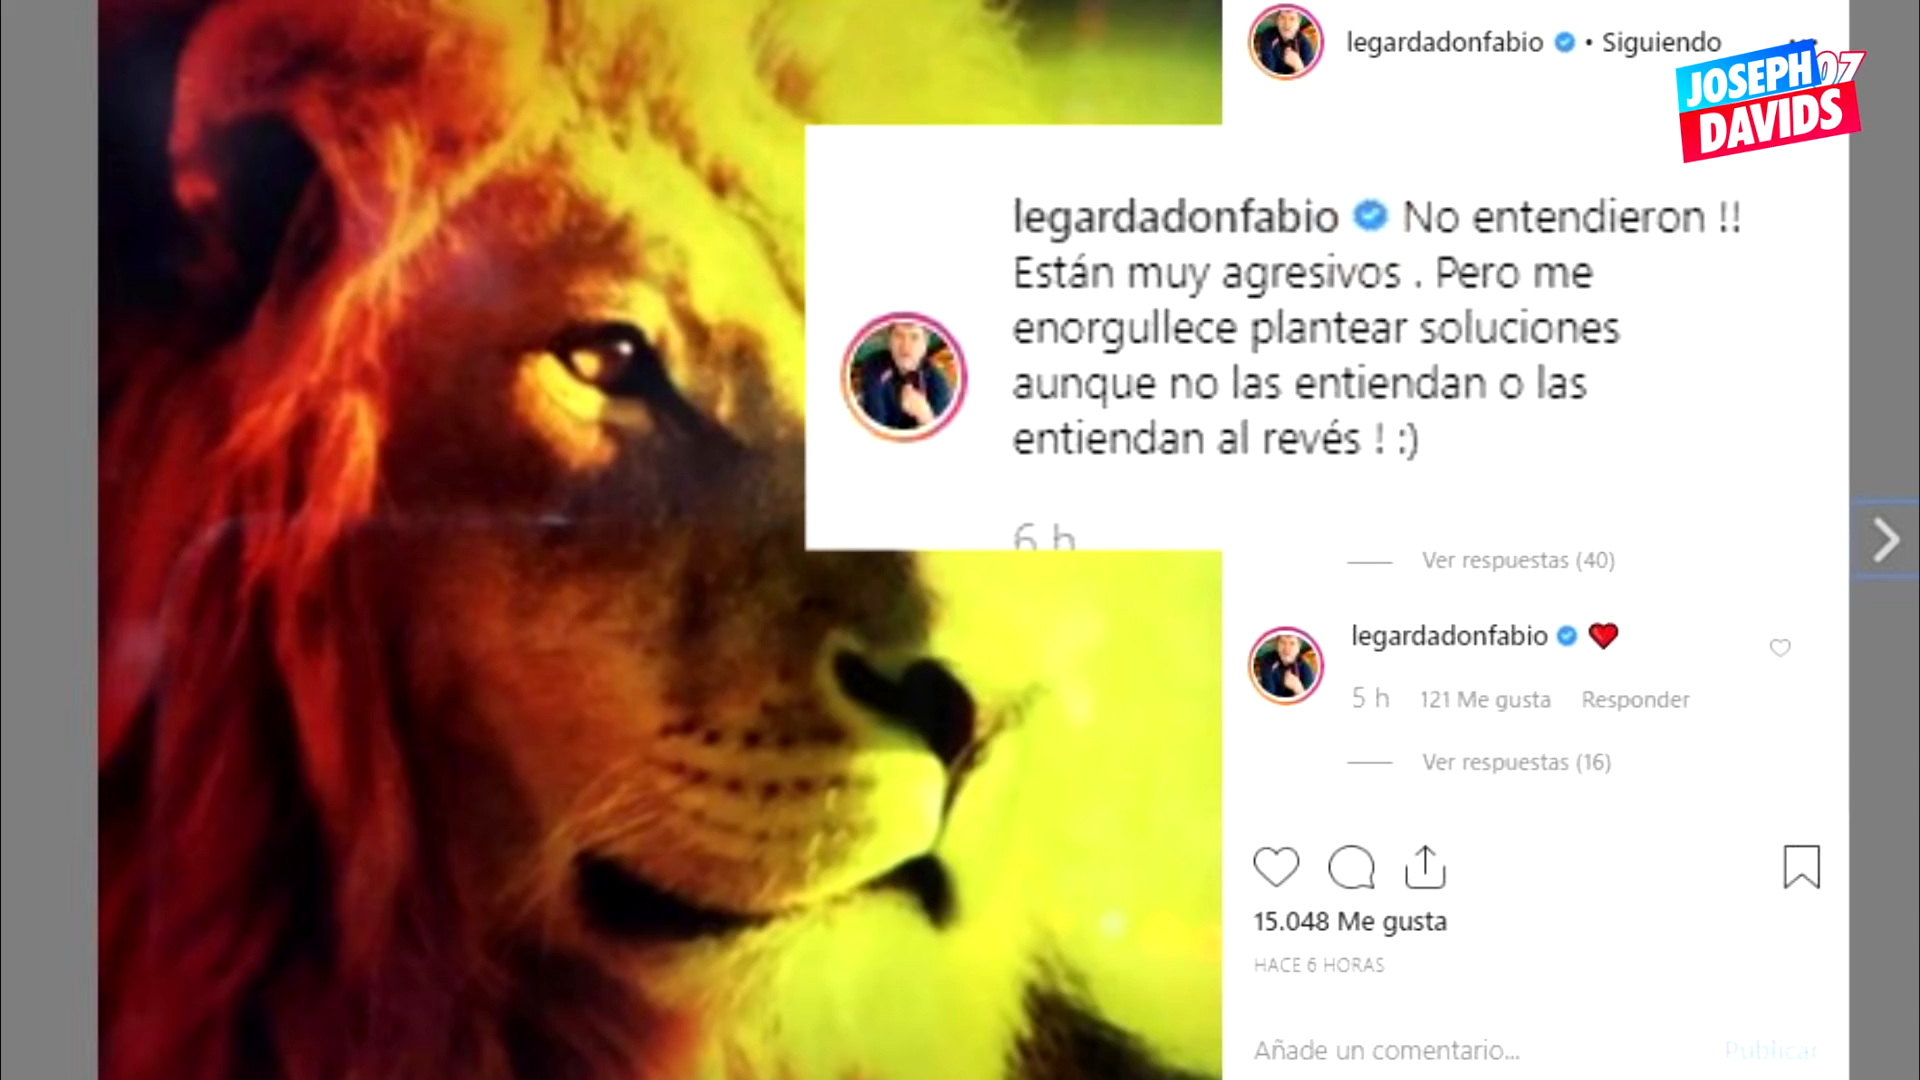 legardadonfabio • Siguiendo
JOSEPH 07
DAVIDS
legardadonfabio No entendieron !!
Están muy agresivos . Pero me
enorgullece plantear soluciones
aunque no las entiendan o las
entiendan al revés ! :)
6 h
Ver respuestas (40)
legardadonfabio
5 h 121 Me gusta Responder
Ver respuestas (16)
15.048 Me gusta
HACE 6 HORAS
Añade un comentario... Publicar